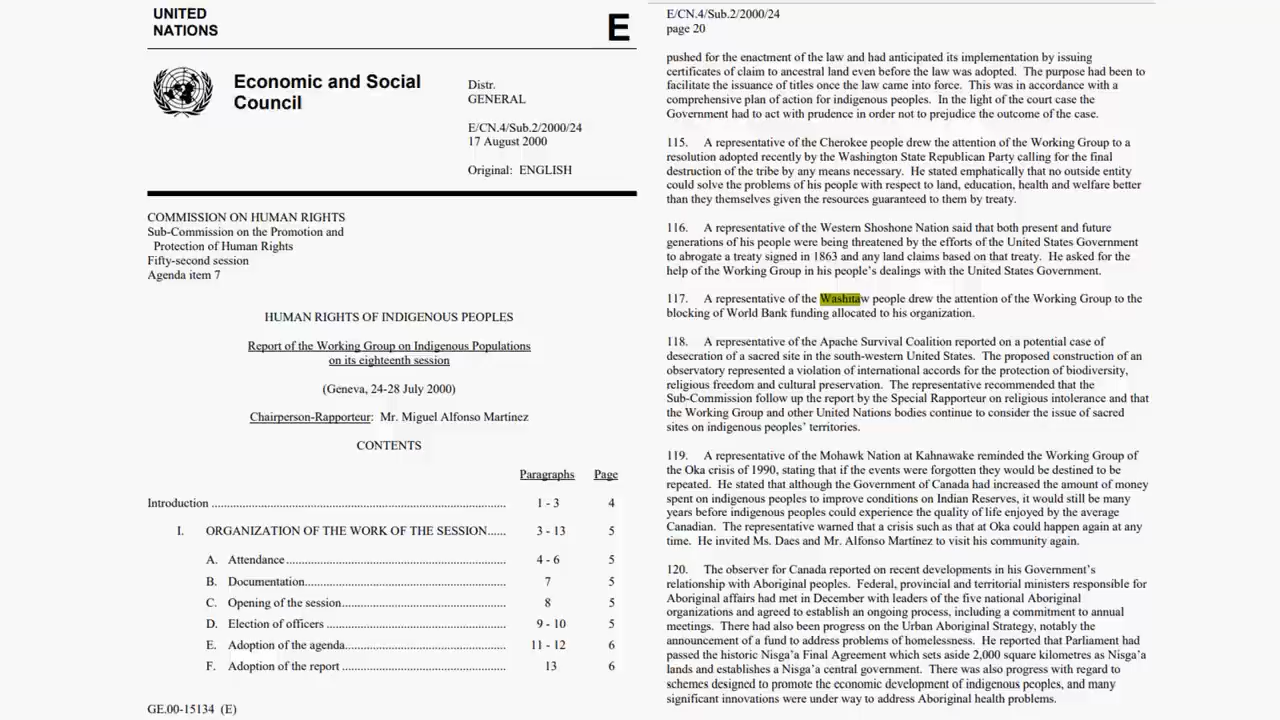 UNITED
NATIONS
E
Economic and Social
Council
Distr.
GENERAL
E/CN.4/Sub.2/2000/24
17 August 2000
Original: ENGLISH
COMMISSION ON HUMAN RIGHTS
Sub-Commission on the Promotion and
Protection of Human Rights
Fifty-second session
Agenda item 7
HUMAN RIGHTS OF INDIGENOUS PEOPLES
Report of the Working Group on Indigenous Populations
on its eighteenth session
(Geneva, 24-28 July 2000)
Chairperson-Rapporteur: Mr. Miguel Alfonso Martínez
CONTENTS
Paragraphs Page
Introduction ............ 1 - 3 4
I. ORGANIZATION OF THE WORK OF THE SESSION...... 3 - 13 5
A. Attendance............ 4 - 6 5
B. Documentation............ 7 5
C. Opening of the session............ 8 5
D. Election of officers ............ 9 - 10 5
E. Adoption of the agenda............ 11 - 12 6
F. Adoption of the report ............ 13 6
GE.00-15134 (E)
E/CN.4/Sub.2/2000/24
page 20
pushed for the enactment of the law and had anticipated its implementation by issuing
certificates of claim to ancestral land even before the law was adopted. The purpose had been to
facilitate the issuance of titles once the law came into force. This was in accordance with a
comprehensive plan of action for indigenous peoples. In the light of the court case the
Government had to act with prudence in order not to prejudice the outcome of the case.
115. A representative of the Cherokee people drew the attention of the Working Group to a
resolution adopted recently by the Washington State Republican Party calling for the final
destruction of the tribe by any means necessary. He stated emphatically that no outside entity
could solve the problems of his people with respect to land, education, health and welfare better
than they themselves given the resources guaranteed to them by treaty.
116. A representative of the Western Shoshone Nation said that both present and future
generations of his people were being threatened by the efforts of the United States Government
to abrogate a treaty signed in 1863 and any land claims based on that treaty. He asked for the
help of the Working Group in his people's dealings with the United States Government.
117. A representative of the Washitaw people drew the attention of the Working Group to the
blocking of World Bank funding allocated to his organization.
118. A representative of the Apache Survival Coalition reported on a potential case of
desecration of a sacred site in the south-western United States. The proposed construction of an
observatory represented a violation of international accords for the protection of biodiversity,
religious freedom and cultural preservation. The representative recommended that the
Sub-Commission follow up the report by the Special Rapporteur on religious intolerance and that
the Working Group and other United Nations bodies continue to consider the issue of sacred
sites on indigenous peoples' territories.
119. A representative of the Mohawk Nation at Kahnawake reminded the Working Group of
the Oka crisis of 1990, stating that if the events were forgotten they would be destined to be
repeated. He stated that although the Government of Canada had increased the amount of money
spent on indigenous peoples to improve conditions on Indian Reserves, it would still be many
years before indigenous peoples could experience the quality of life enjoyed by the average
Canadian. The representative warned that a crisis such as that at Oka could happen again at any
time. He invited Ms. Daes and Mr. Alfonso Martínez to visit his community again.
120. The observer for Canada reported on recent developments in his Government's
relationship with Aboriginal peoples. Federal, provincial and territorial ministers responsible for
Aboriginal affairs had met in December with leaders of the five national Aboriginal
organizations and agreed to establish an ongoing process, including a commitment to annual
meetings. There had also been progress on the Urban Aboriginal Strategy, notably the
announcement of a fund to address problems of homelessness. He reported that Parliament had
passed the historic Nisga'a Final Agreement which sets aside 2,000 square kilometres as Nisga'a
lands and establishes a Nisga'a central government. There was also progress with regard to
schemes designed to promote the economic development of indigenous peoples, and many
significant innovations were under way to address Aboriginal health problems.